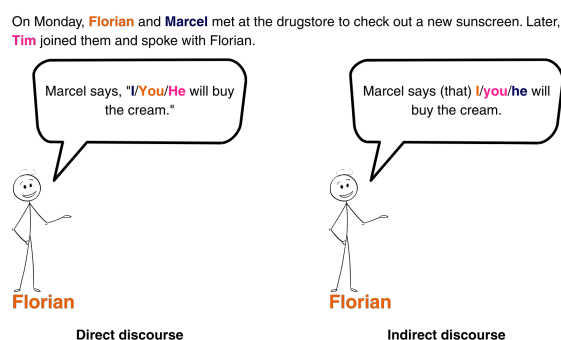 On Monday, Florian and Marcel met at the drugstore to check out a new sunscreen. Later,
Tim joined them and spoke with Florian.
Marcel says, "I/You/He will buy
the cream."
Marcel says (that) I/you/he will
buy the cream.
Florian
Florian
Direct discourse
Indirect discourse